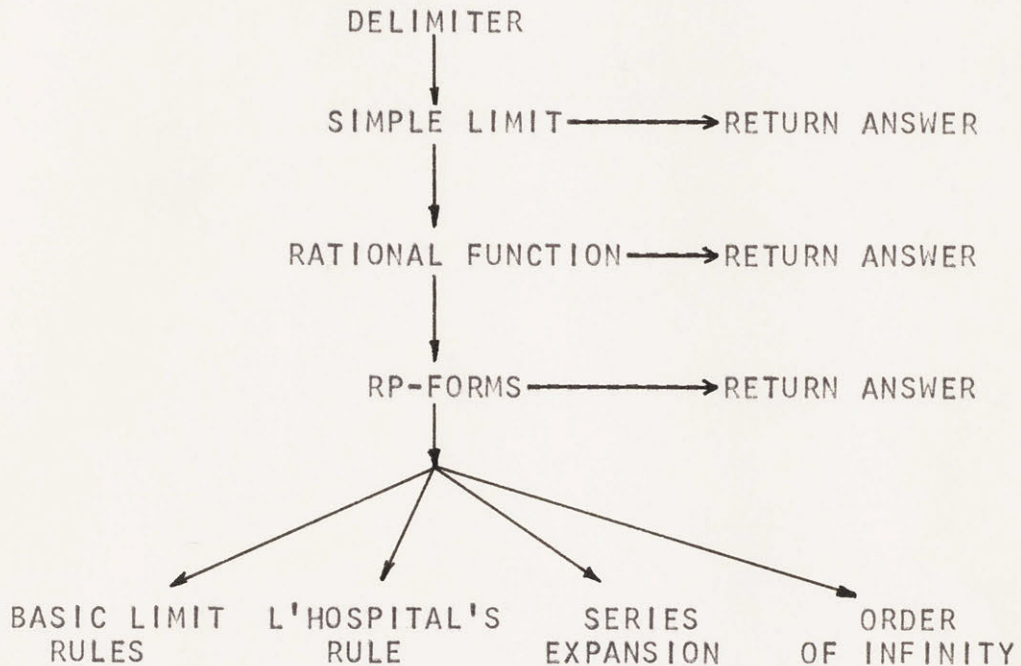 DELIMITER
SIMPLE LIMIT RETURN ANSWER
RATIONAL FUNCTION RETURN ANSWER
RP-FORMS RETURN ANSWER
BASIC LIMIT L'HOSPITAL'S SERIES ORDER
RULES RULE EXPANSION OF INFINITY